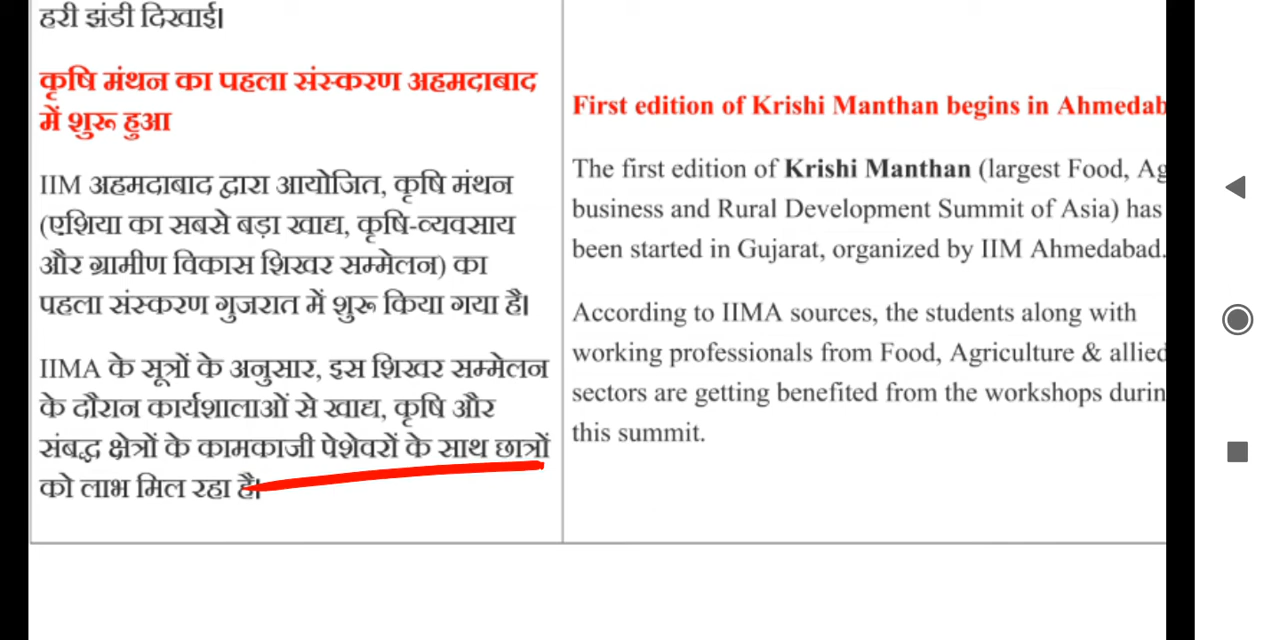 हरी झंडी दिखाई।
कृषि मंथन का पहला संस्करण अहमदाबाद
में शुरू हुआ
IIM अहमदाबाद द्वारा आयोजित, कृषि मंथन
(एशिया का सबसे बड़ा खाद्य, कृषि-व्यवसाय
और ग्रामीण विकास शिखर सम्मेलन) का
पहला संस्करण गुजरात में शुरू किया गया है।
IIMA के सूत्रों के अनुसार, इस शिखर सम्मेलन
के दौरान कार्यशालाओं से खाद्य, कृषि और
संबद्ध क्षेत्रों के कामकाजी पेशेवरों के साथ छात्रों
को लाभ मिल रहा है।
First edition of Krishi Manthan begins in Ahmedab
The first edition of Krishi Manthan (largest Food, Ag
business and Rural Development Summit of Asia) has
been started in Gujarat, organized by IIM Ahmedabad.
According to IIMA sources, the students along with
working professionals from Food, Agriculture & allied
sectors are getting benefited from the workshops durin
this summit.